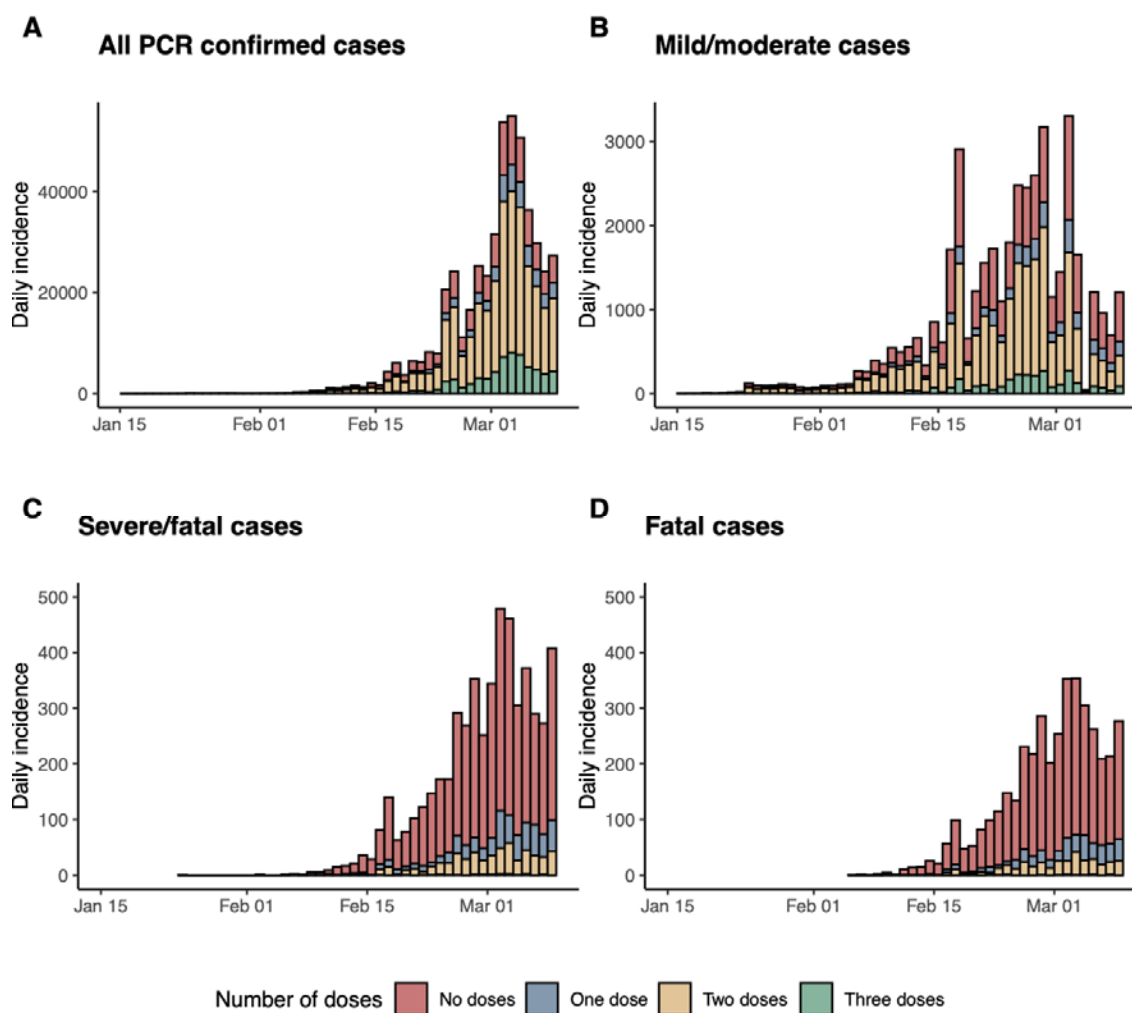 A
All PCR confirmed cases
B
Mild/moderate cases
Daily incidence
40000
20000
0
Jan 15
Feb 01
Feb 15
Mar 01
Daily incidence
3000
2000
1000
0
Jan 15
Feb 01
Feb 15
Mar 01
C
Severe/fatal cases
D
Fatal cases
Daily incidence
500
400
300
200
100
0
Jan 15
Feb 01
Feb 15
Mar 01
Daily incidence
500
400
300
200
100
0
Jan 15
Feb 01
Feb 15
Mar 01
Number of doses No doses One dose Two doses Three doses